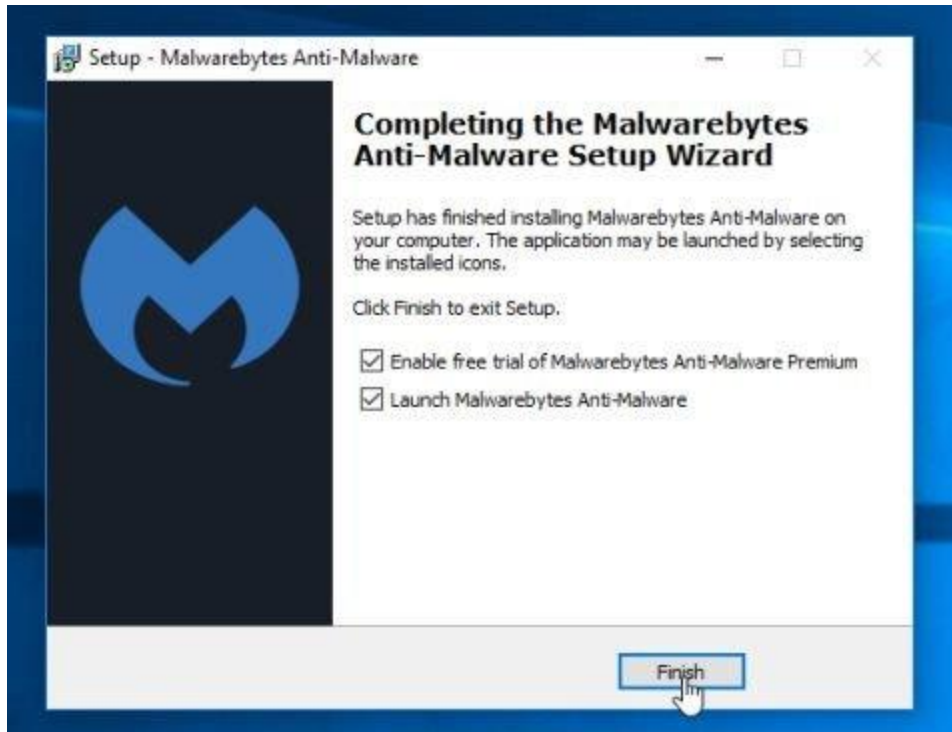 Setup - Malwarebytes Anti-Malware
Completing the Malwarebytes
Anti-Malware Setup Wizard
Setup has finished installing Malwarebytes Anti-Malware on
your computer. The application may be launched by selecting
the installed icons.
Click Finish to exit Setup.
Enable free trial of Malwarebytes Anti-Malware Premium
Launch Malwarebytes Anti-Malware
Finish